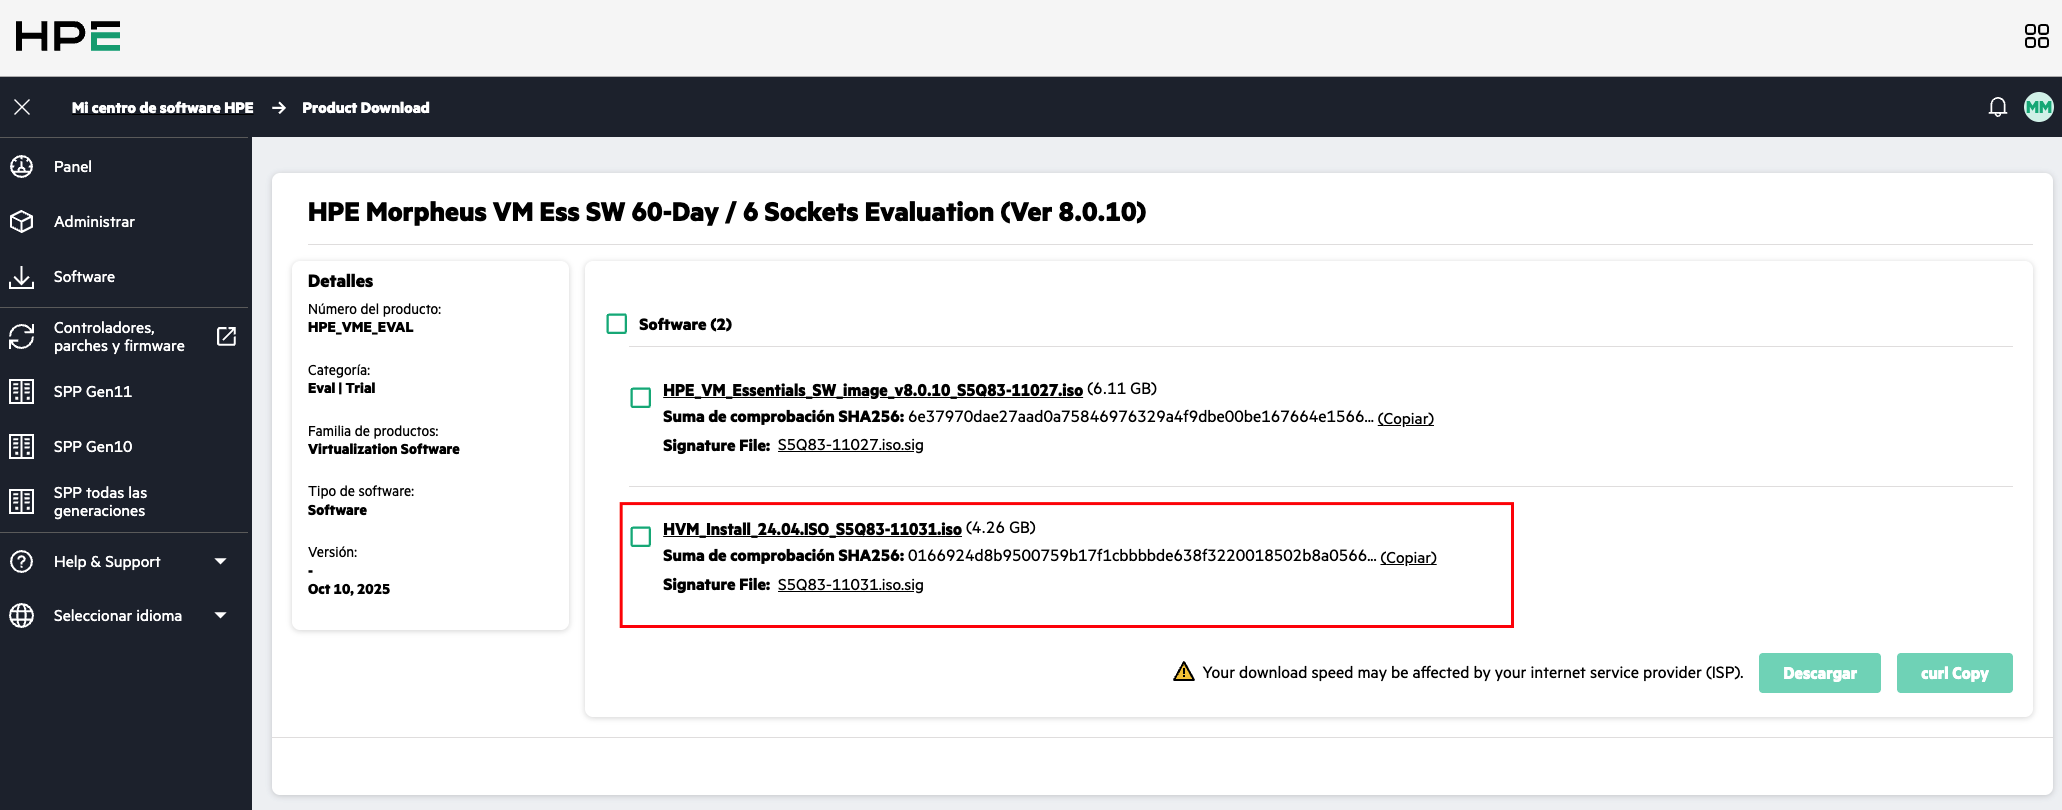 HPE
Mi centro de software HPE → Product Download
MM
Panel
Administrar
Software
Controladores,
parches y firmware
SPP Gen11
SPP Gen10
SPP todas las
generaciones
Help & Support
Seleccionar idioma
HPE Morpheus VM Ess SW 60-Day / 6 Sockets Evaluation (Ver 8.0.10)
Detalles
Número del producto:
HPE_VME_EVAL
Categoría:
Eval | Trial
Familia de productos:
Virtualization Software
Tipo de software:
Software
Versión:
-
Oct 10, 2025
Software (2)
HPE_VM_Essentials_SW_image_v8.0.10_S5Q83-11027.iso (6.11 GB)
Suma de comprobación SHA256: 6e37970dae27aad0a75846976329a4f9dbe00be167664e1566... (Copiar)
Signature File: S5Q83-11027.iso.sig
HVM_Install_24.04.ISO_S5Q83-11031.iso (4.26 GB)
Suma de comprobación SHA256: 0166924d8b9500759b17f1cbbbbde638f3220018502b8a0566... (Copiar)
Signature File: S5Q83-11031.iso.sig
Your download speed may be affected by your internet service provider (ISP).
Descargar
curl Copy